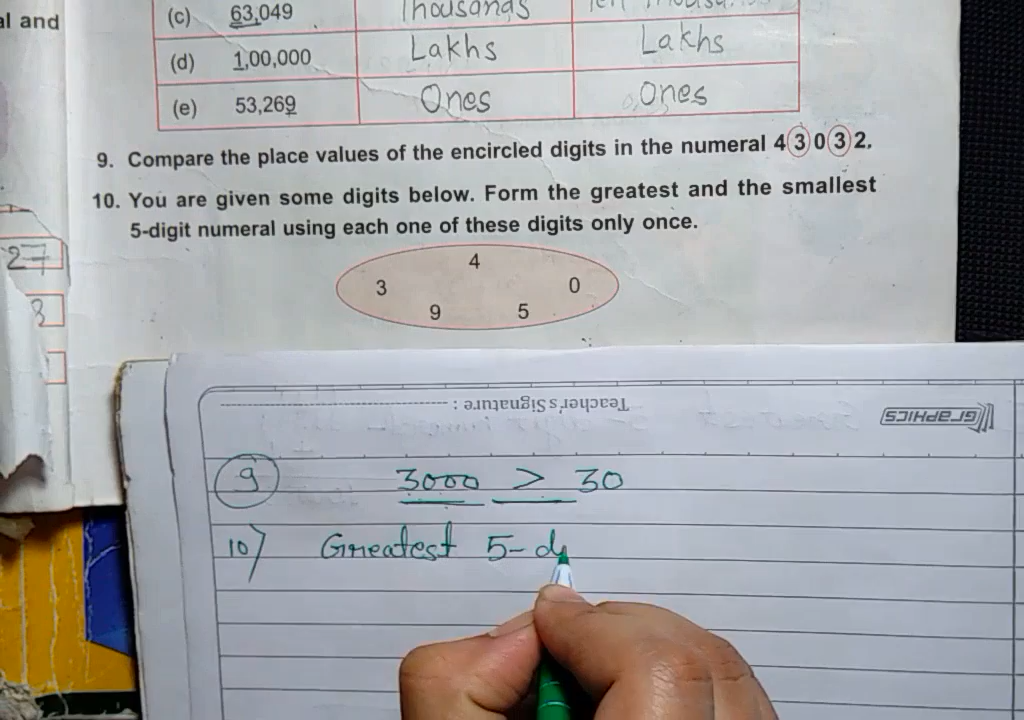 al and
(c) 63,049 Thousands
(d) 1,00,000 Lakhs Lakhs
(e) 53,269 Ones Ones
9. Compare the place values of the encircled digits in the numeral 43032.
10. You are given some digits below. Form the greatest and the smallest
5-digit numeral using each one of these digits only once.
27
4
3 0
9 5
3
Teacher's Signature :
GRAPHICS
9 3000 > 30
10) Greatest 5-d